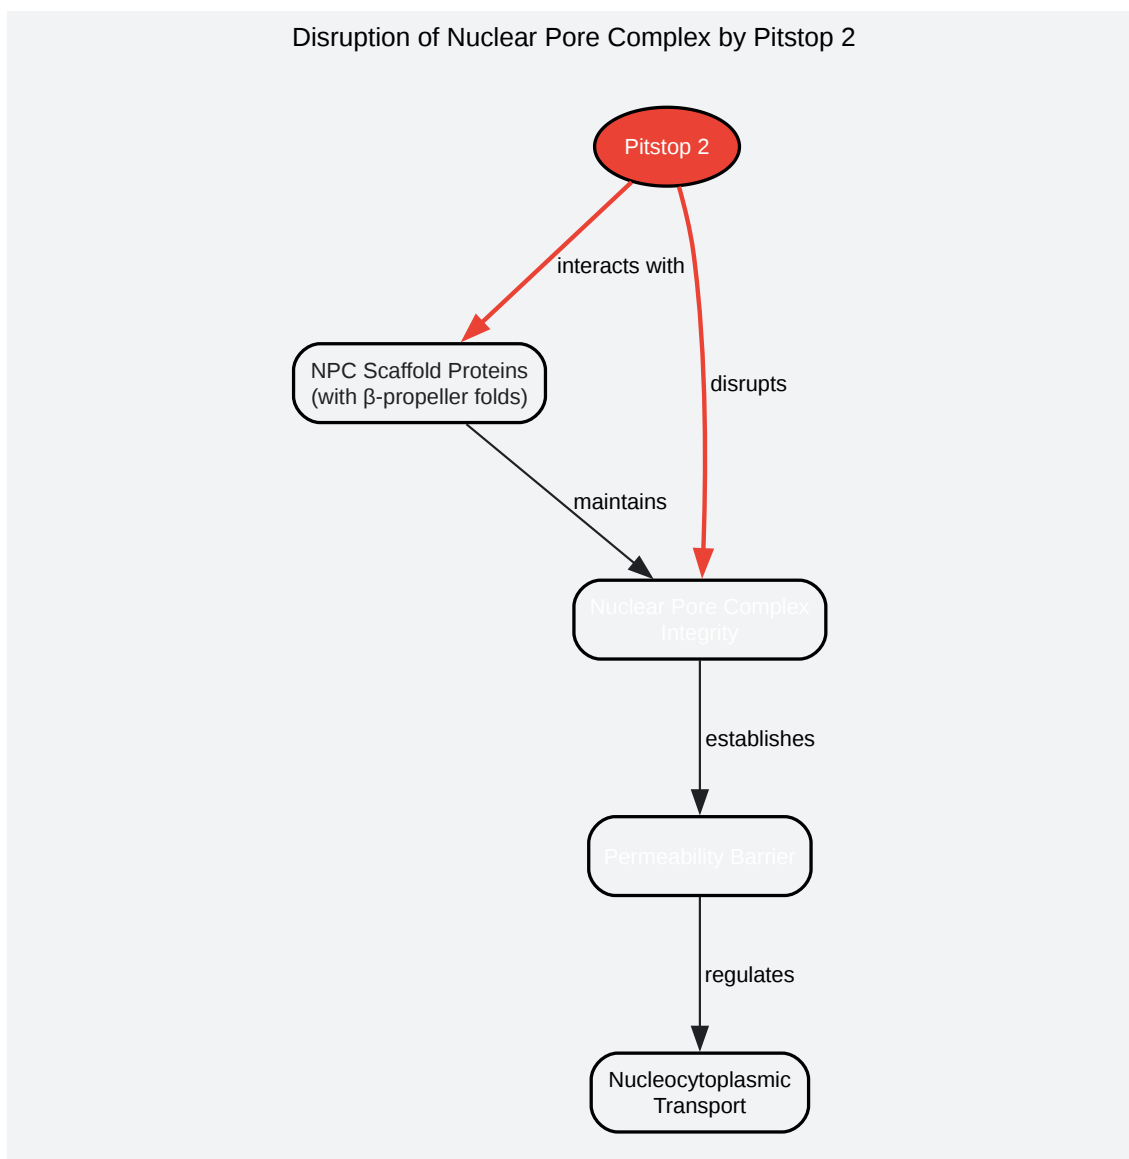 Disruption of Nuclear Pore Complex by Pitstop 2
Pitstop 2
interacts with
NPC Scaffold Proteins
(with β-propeller folds)
disrupts
maintains
Nuclear Pore Complex
Integrity
establishes
Permeability Barrier
regulates
Nucleocytoplasmic
Transport